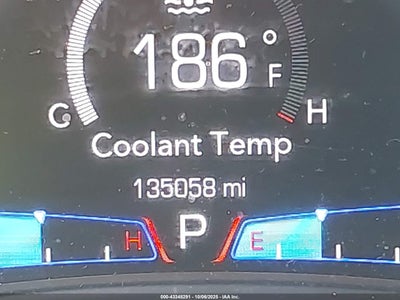 186 °F
C H
Coolant Temp
135058 mi
H P E
000-43248291 - 10/06/2025 - IAA Inc.